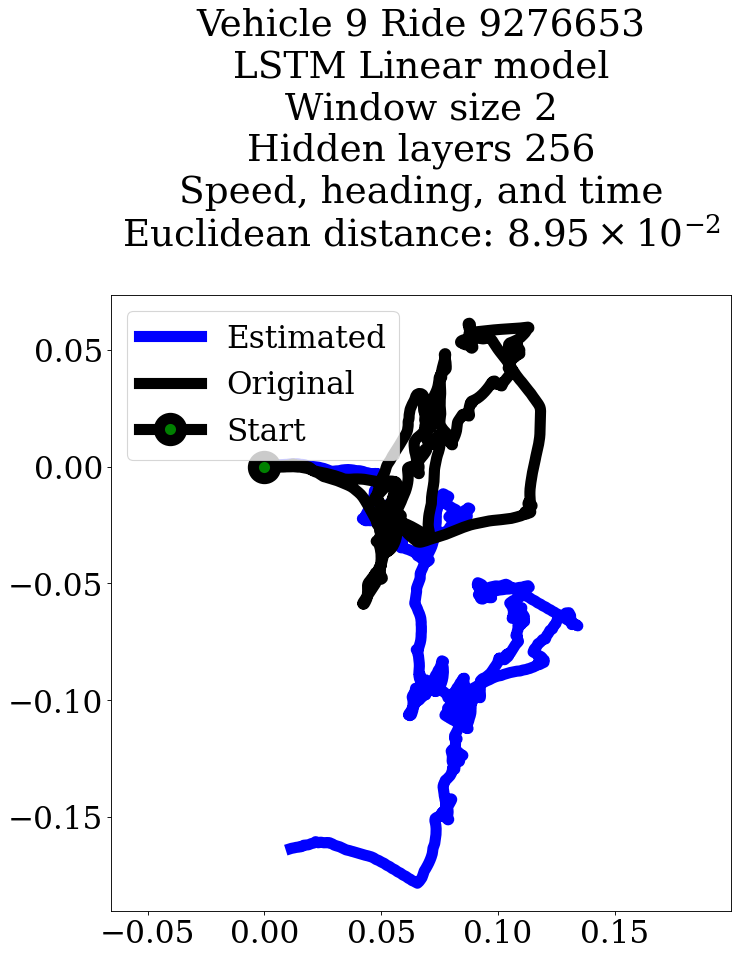 Vehicle 9 Ride 9276653
LSTM Linear model
Window size 2
Hidden layers 256
Speed, heading, and time
Euclidean distance: 8.95 × 10⁻²
Estimated
Original
Start
0.05
0.00
−0.05
−0.10
−0.15
−0.05 0.00 0.05 0.10 0.15